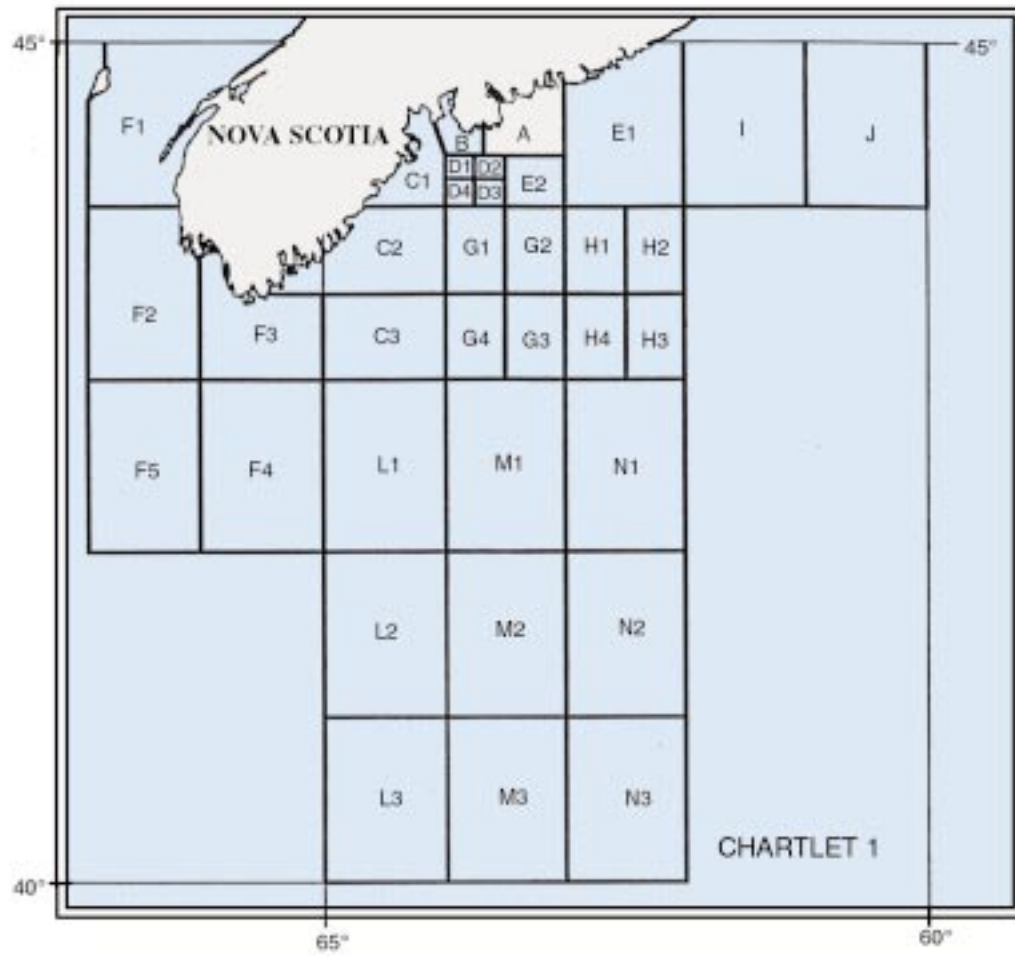 45° 45°
F1 NOVA SCOTIA B A E1 I J
D1 D2
C1 D4 D3 E2
C2 G1 G2 H1 H2
F2 F3 C3 G4 G3 H4 H3
F5 F4 L1 M1 N1
L2 M2 N2
L3 M3 N3
CHARTLET 1
40°
65° 60°